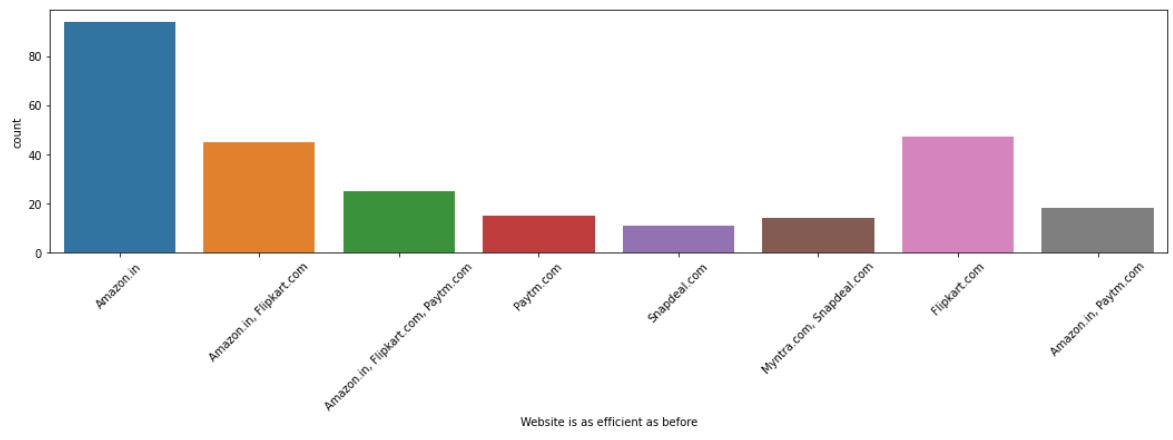 80
60
40
20
0
count
Amazon.in
Amazon.in, Flipkart.com
Amazon.in, Flipkart.com, Paytm.com
Paytm.com
Snapdeal.com
Myntra.com, Snapdeal.com
Flipkart.com
Amazon.in, Paytm.com
Website is as efficient as before